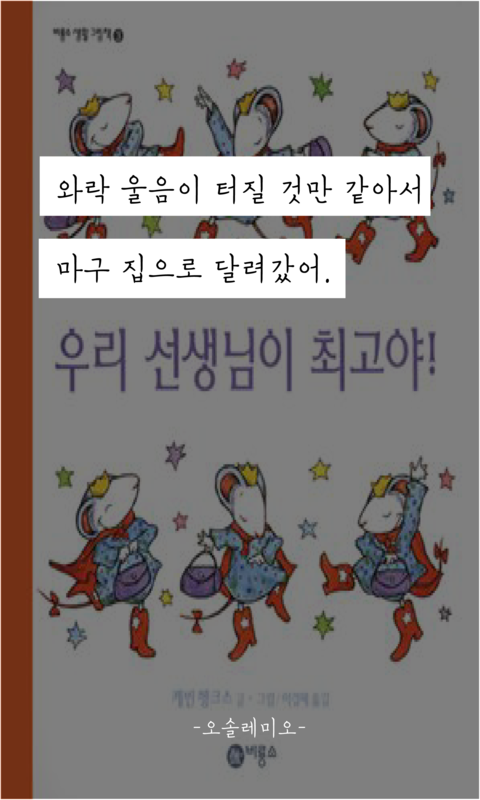 비룡소 생활 그림책 3
와락 울음이 터질 것만 같아서
마구 집으로 달려갔어.
우리 선생님이 최고야!
케빈 헹크스 글·그림/이경혜 옮김
-오솔레미오-
비룡소